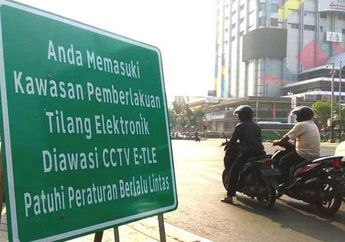 Anda Memasuki
Kawasan Pemberlakuan
Tilang Elektronik
Diawasi CCTV E-TLE
Patuhi Peraturan Berlalu Lintas